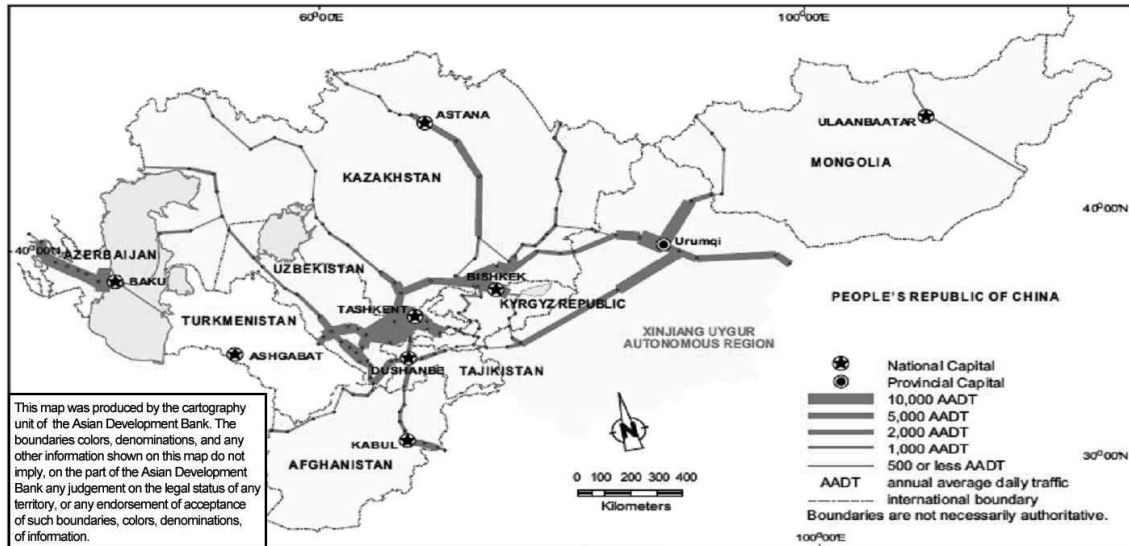 60°00'E
100°00'E
ASTANA
ULAANBAATAR
MONGOLIA
KAZAKHSTAN
40°00'N
40°00'N
AZERBAIJAN
Urumqi
UZBEKISTAN
BISHKEK
BAKU
KYRGYZ REPUBLIC
TASHKENT
PEOPLE'S REPUBLIC OF CHINA
TURKMENISTAN
XINJIANG UYGUR
AUTONOMOUS REGION
ASHGABAT
DUSHANBE
TAJIKISTAN
National Capital
Provincial Capital
10,000 AADT
5,000 AADT
2,000 AADT
1,000 AADT
500 or less AADT
AADT annual average daily traffic
international boundary
Boundaries are not necessarily authoritative.
This map was produced by the cartography
unit of the Asian Development Bank. The
boundaries colors, denominations, and any
other information shown on this map do not
imply, on the part of the Asian Development
Bank any judgement on the legal status of any
territory, or any endorsement of acceptance
of such boundaries, colors, denominations,
of information.
KABUL
AFGHANISTAN
N
0 100 200 300 400
Kilometers
30°00'N
100°00'E